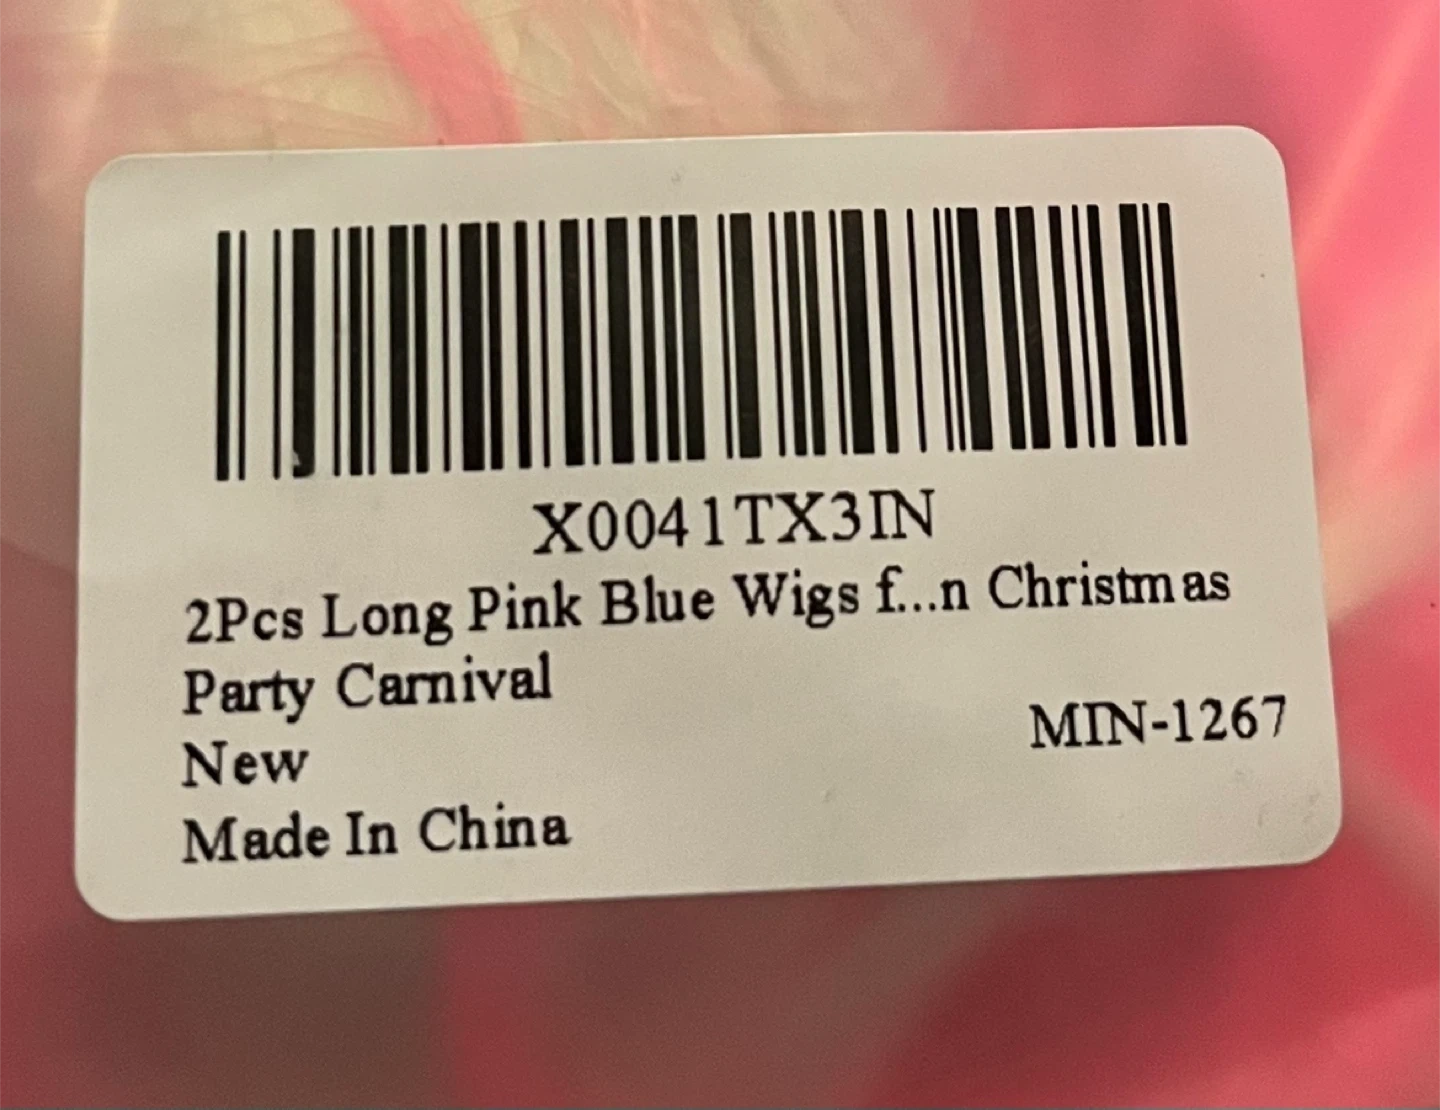 X0041TX3IN
2Pcs Long Pink Blue Wigs f...n Christmas
Party Carnival
New
MIN-1267
Made In China